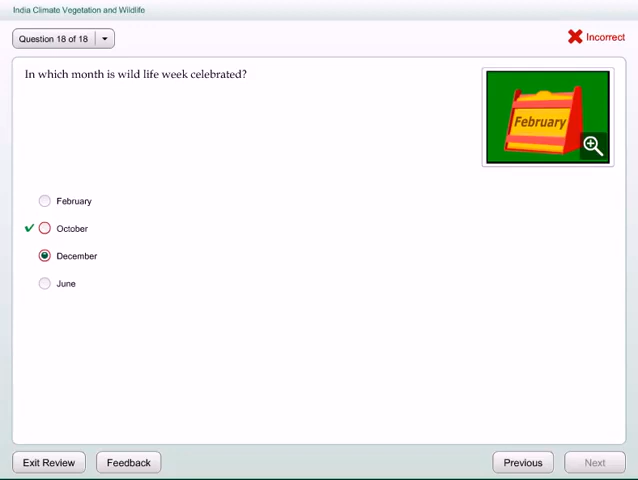 India Climate Vegetation and Wildlife
Question 18 of 18
Incorrect
In which month is wild life week celebrated?
February
February
October
December
June
Exit Review
Feedback
Previous
Next